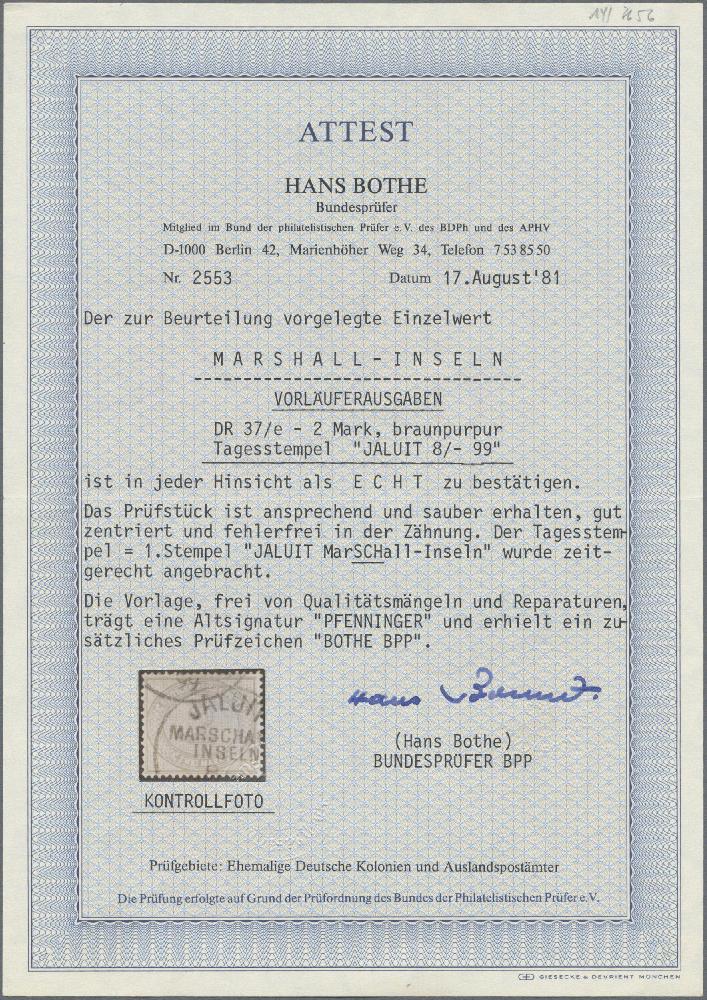 ATTEST
HANS BOTHE
Bundesprüfer
Mitglied im Bund der philatelistischen Prüfer e.V. des BDPh und des APHV
D-1000 Berlin 42, Marienhöher Weg 34, Telefon 7538550
Nr. 2553 Datum 17.August'81
Der zur Beurteilung vorgelegte Einzelwert
MARSHALL-INSELN
VORLÄUFERAUSGABEN
DR 37/e - 2 Mark, braunpurpur
Tagesstempel "JALUIT 8/- 99"
ist in jeder Hinsicht als ECHT zu bestätigen.
Das Prüfstück ist ansprechend und sauber erhalten, gut
zentriert und fehlerfrei in der Zähnung. Der Tagesstem-
pel = 1.Stempel "JALUIT MarSCHall-Inseln" wurde zeit-
gerecht angebracht.
Die Vorlage, frei von Qualitätsmängeln und Reparaturen,
trägt eine Altsignatur "PFENNINGER" und erhielt ein zu-
sätzliches Prüfzeichen "BOTHE BPP".
JALUI
MARSCHA
INSELN
Hans
(Hans Bothe)
BUNDESPRÜFER BPP
KONTROLLFOTO
Prüfgebiete: Ehemalige Deutsche Kolonien und Auslandspostämter
Die Prüfung erfolgte auf Grund der Prüfordnung des Bundes der Philatelistischen Prüfer e.V.
GIESECKE & DEVRIENT MÜNCHEN